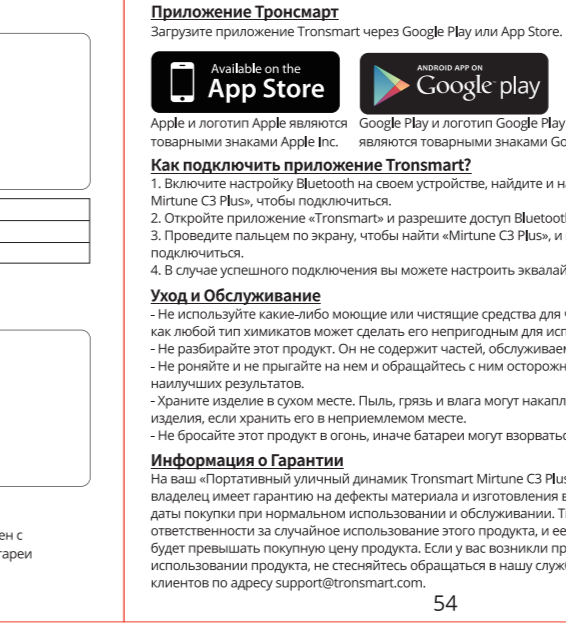 Приложение Тронсмарт
Загрузите приложение Tronsmart через Google Play или App Store.
Available on the
App Store
ANDROID APP ON
Google play
Apple и логотип Apple являются
товарными знаками Apple Inc.
Google Play и логотип Google Play
являются товарными знаками
Как подключить приложение Tronsmart?
1. Включите настройку Bluetooth на своем устройстве, найдите и
Mirtune C3 Plus», чтобы подключиться.
2. Откройте приложение «Tronsmart» и разрешите доступ
3. Проведите пальцем по экрану, чтобы найти «Mirtune C3 Plus», и
подключиться.
4. В случае успешного подключения вы можете настроить
Уход и Обслуживание
- Не используйте какие-либо моющие или чистящие средства для
как любой тип химикатов может сделать его непригодным для
- Не разбирайте этот продукт. Он не содержит частей,
- Не роняйте и не прыгайте на нем и обращайтесь с ним
наилучших результатов.
- Храните изделие в сухом месте. Пыль, грязь и влага могут
изделия, если хранить его в неприемлемом месте.
- Не бросайте этот продукт в огонь, иначе батареи могут
Информация о Гарантии
На ваш «Портативный уличный динамик Tronsmart Mirtune C3
владелец имеет гарантию на дефекты материала и изготовления
даты покупки при нормальном использовании и обслуживании.
ответственности за случайное использование этого продукта, и
будет превышать покупную цену продукта. Если у вас возникли
использовании продукта, не стесняйтесь обращаться в нашу
клиентов по адресу support@tronsmart.com.
54
ен с
тареи